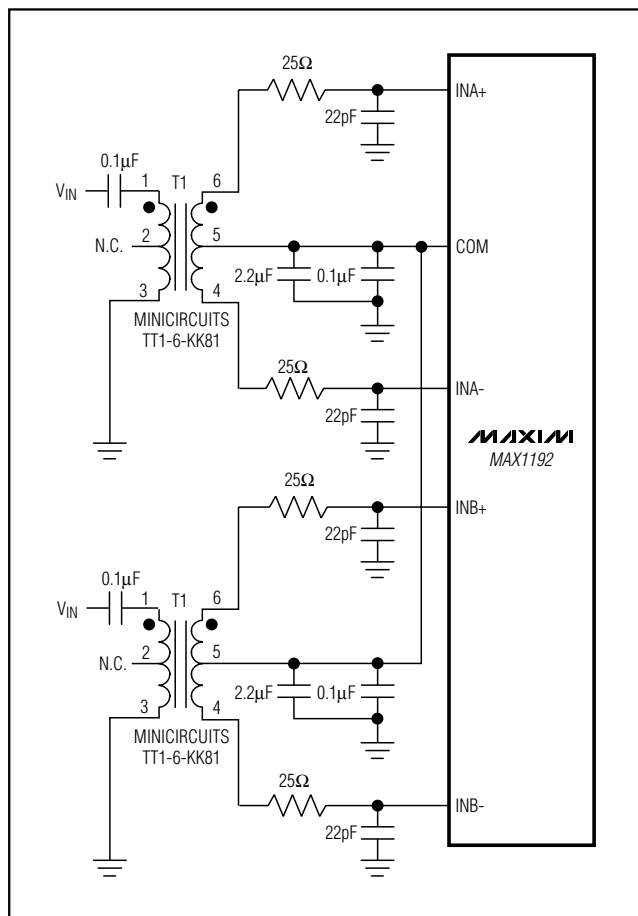 25Ω
INA+
22pF
0.1µF
VIN
1
T1
6
N.C.
2
5
COM
2.2µF
0.1µF
3
4
MINICIRCUITS
TT1-6-KK81
25Ω
INA-
22pF
MAXIM
MAX1192
25Ω
INB+
22pF
0.1µF
VIN
1
T1
6
N.C.
2
5
2.2µF
0.1µF
3
4
MINICIRCUITS
TT1-6-KK81
25Ω
INB-
22pF